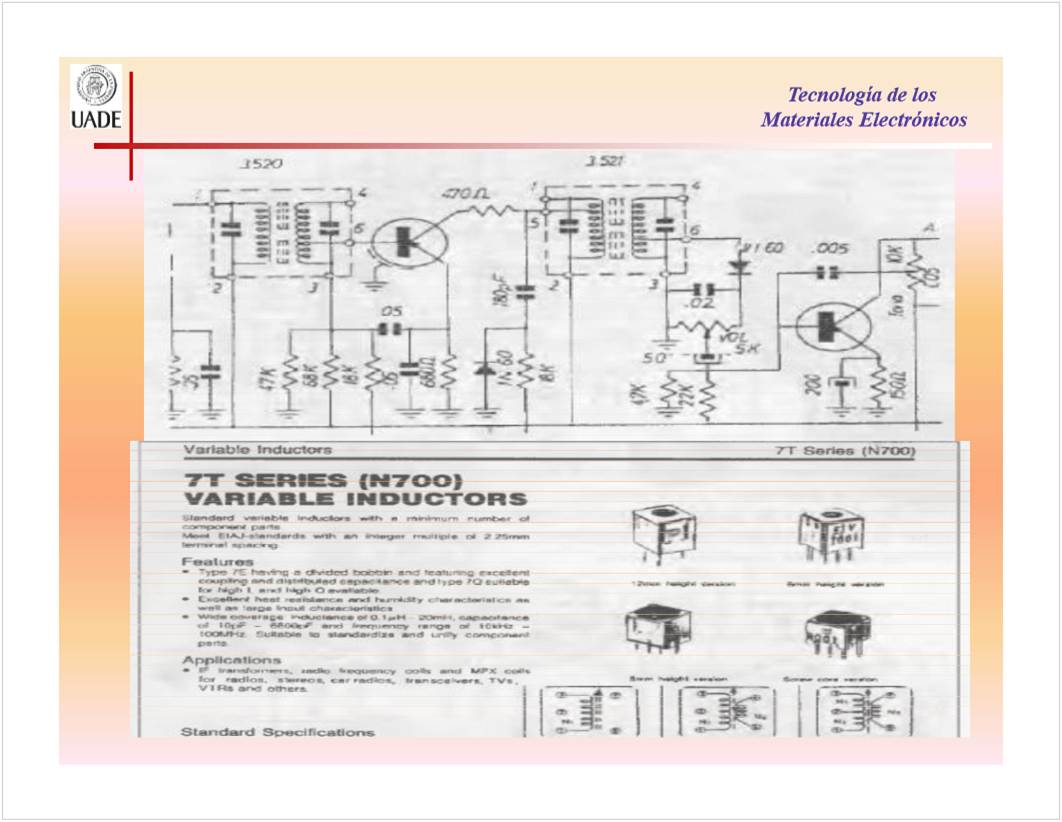 UADE
Tecnología de los
Materiales Electrónicos
3520
3521
1
4
470Ω
1
4
5
6
6
2
3
2
3
1N60
.005
A
10K
180pF
.02
.05
VOL
5K
50
.05
47K
68K
18K
.05
680Ω
1N60
18K
47K
22K
200
150Ω
Variable Inductors
7T Series (N700)
7T SERIES (N700)
VARIABLE INDUCTORS
Standard variable inductors with a minimum number of
component parts.
Meet EIAJ-standards with an integer multiple of 2.25mm
terminal spacing.
Features
• Type 7E having a divided bobbin and featuring excellent
coupling and distributed capacitance and type 7Q suitable
for high L and high Q available.
• Excellent heat resistance and humidity characteristics as
well as large input characteristics
• Wide coverage inductance of 0.1μH - 20mH, capacitance
of 10pF - 6800pF and frequency range of 10kHz -
100MHz. Suitable to standardize and unify component
parts.
Applications
• IF transformers, radio frequency coils and MPX coils
for radios, stereos, car radios, transceivers, TVs,
VTRs and others.
Standard Specifications
12mm height version
8mm height version
Screw core version